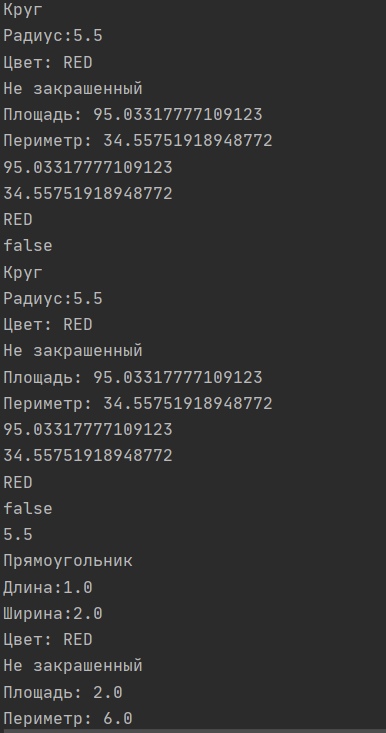 Круг
Радиус:5.5
Цвет: RED
Не закрашенный
Площадь: 95.03317777109123
Периметр: 34.55751918948772
95.03317777109123
34.55751918948772
RED
false
Круг
Радиус:5.5
Цвет: RED
Не закрашенный
Площадь: 95.03317777109123
Периметр: 34.55751918948772
95.03317777109123
34.55751918948772
RED
false
5.5
Прямоугольник
Длина:1.0
Ширина:2.0
Цвет: RED
Не закрашенный
Площадь: 2.0
Периметр: 6.0